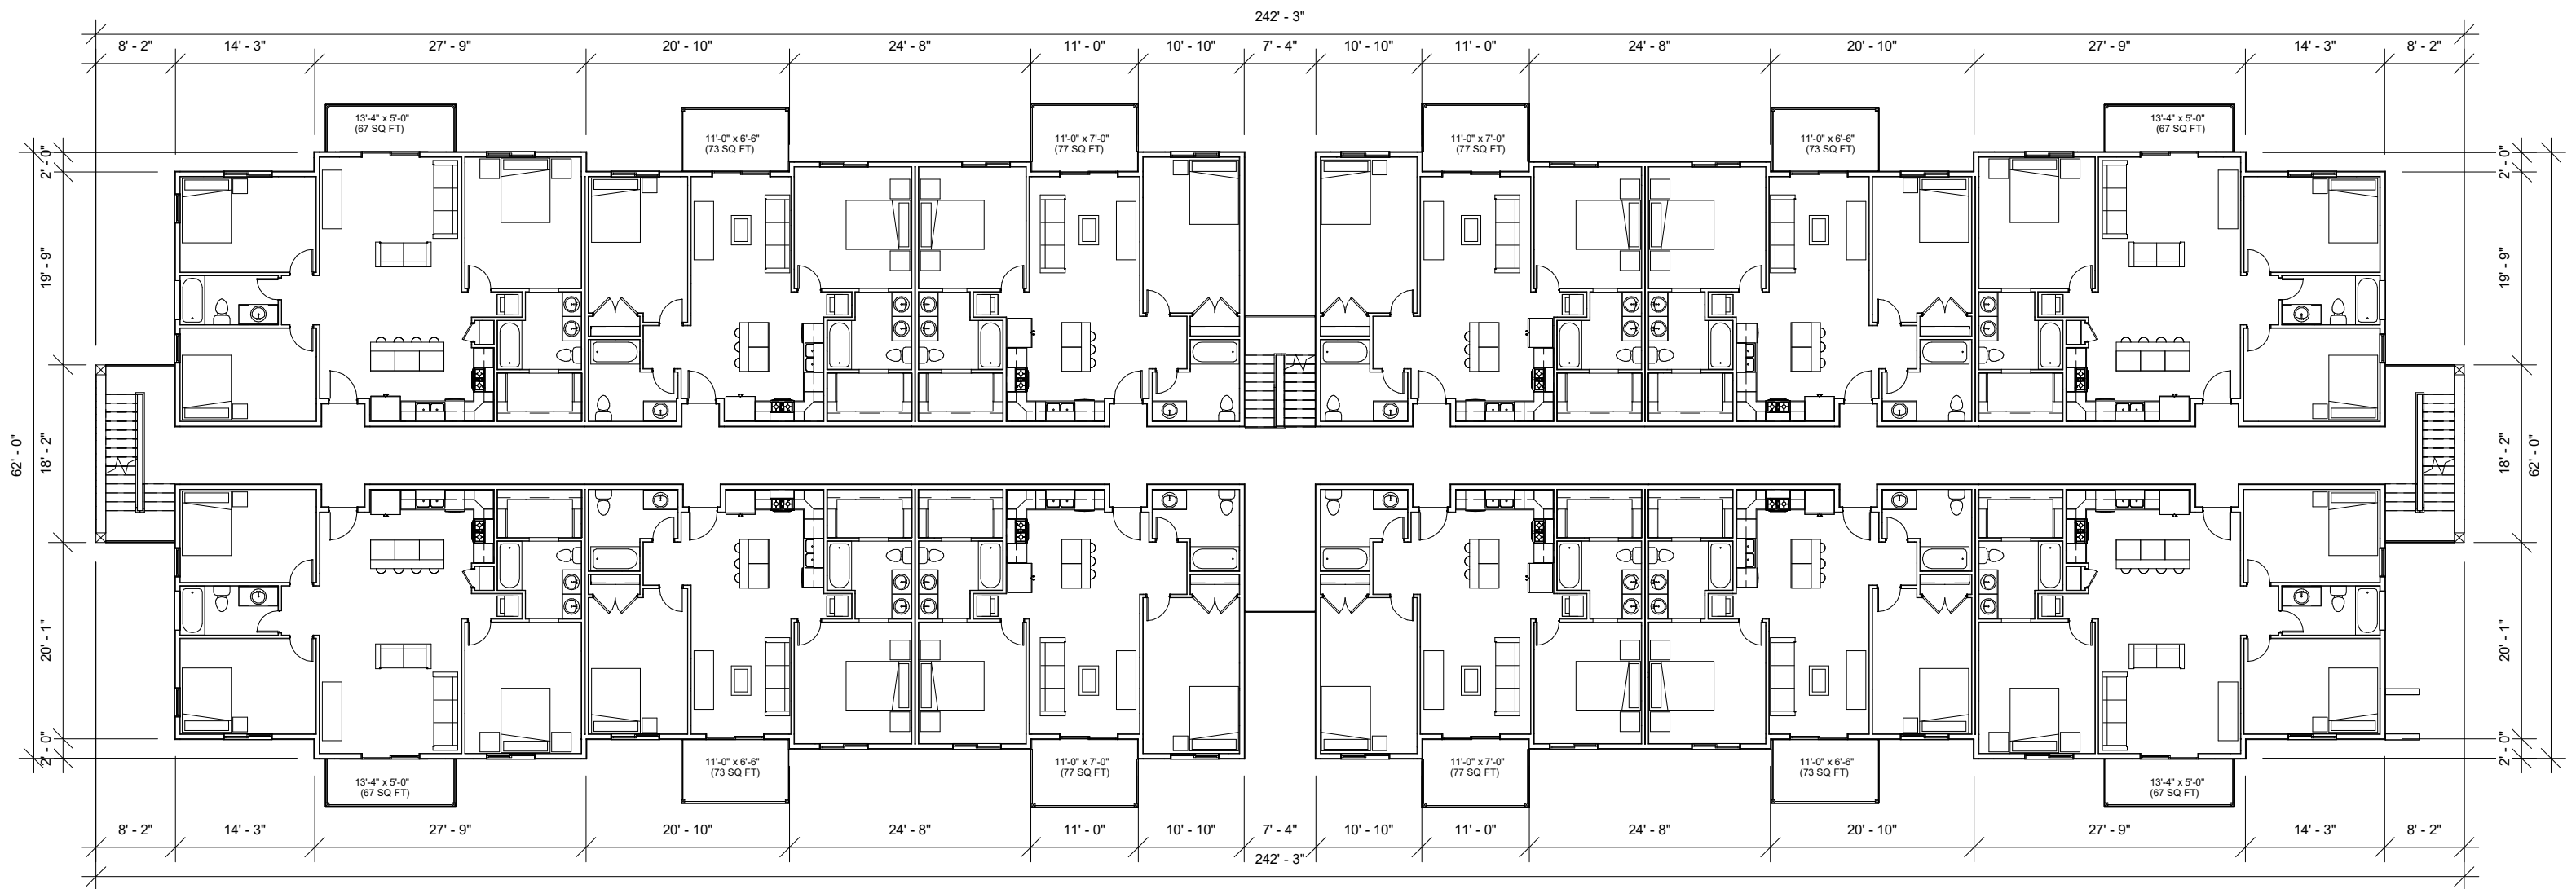 242' - 3"
8' - 2" 14' - 3" 27' - 9" 20' - 10" 24' - 8" 11' - 0" 10' - 10" 7' - 4" 10' - 10" 11' - 0" 24' - 8" 20' - 10" 27' - 9" 14' - 3" 8' - 2"
13'-4" x 5'-0"
(67 SQ FT)
11'-0" x 6'-6"
(73 SQ FT)
11'-0" x 7'-0"
(77 SQ FT)
11'-0" x 7'-0"
(77 SQ FT)
11'-0" x 6'-6"
(73 SQ FT)
13'-4" x 5'-0"
(67 SQ FT)
2' - 0"
19' - 9"
18' - 2"
62' - 0"
20' - 1"
2' - 0"
2' - 0"
19' - 9"
18' - 2"
62' - 0"
20' - 1"
2' - 0"
13'-4" x 5'-0"
(67 SQ FT)
11'-0" x 6'-6"
(73 SQ FT)
11'-0" x 7'-0"
(77 SQ FT)
11'-0" x 7'-0"
(77 SQ FT)
11'-0" x 6'-6"
(73 SQ FT)
13'-4" x 5'-0"
(67 SQ FT)
8' - 2" 14' - 3" 27' - 9" 20' - 10" 24' - 8" 11' - 0" 10' - 10" 7' - 4" 10' - 10" 11' - 0" 24' - 8" 20' - 10" 27' - 9" 14' - 3" 8' - 2"
242' - 3"